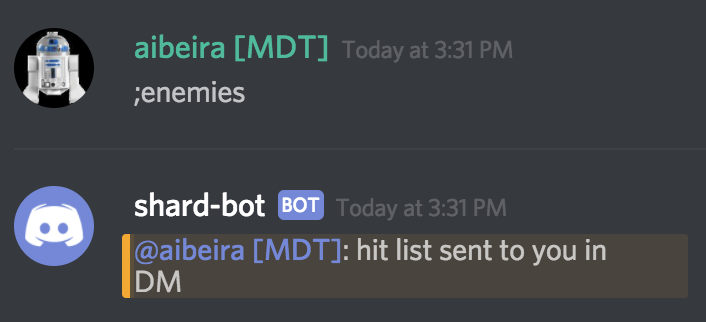 aibeira [MDT] Today at 3:31 PM
;enemies
shard-bot BOT Today at 3:31 PM
@aibeira [MDT]: hit list sent to you in
DM